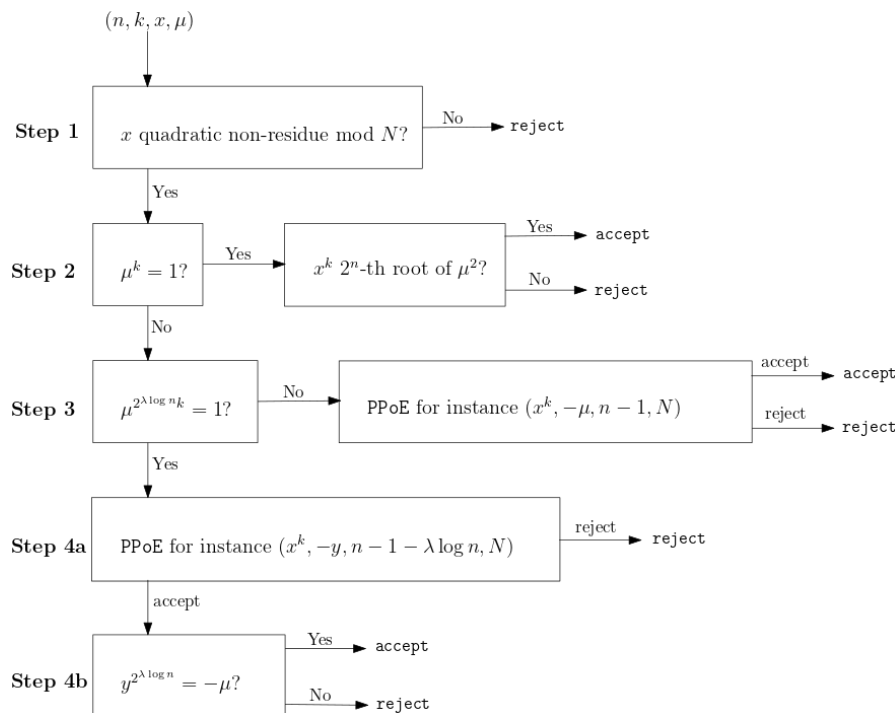 (n, k, x, μ)
Step 1
x quadratic non-residue mod N?
No
reject
Yes
Step 2
μ^k = 1?
Yes
x^k 2^n-th root of μ^2?
Yes
accept
No
reject
No
Step 3
μ^{2^{λ log n} k} = 1?
No
PPoE for instance (x^k, −μ, n − 1, N)
accept
accept
reject
reject
Yes
Step 4a
PPoE for instance (x^k, −y, n − 1 − λ log n, N)
reject
reject
accept
Step 4b
y^{2^{λ log n}} = −μ?
Yes
accept
No
reject